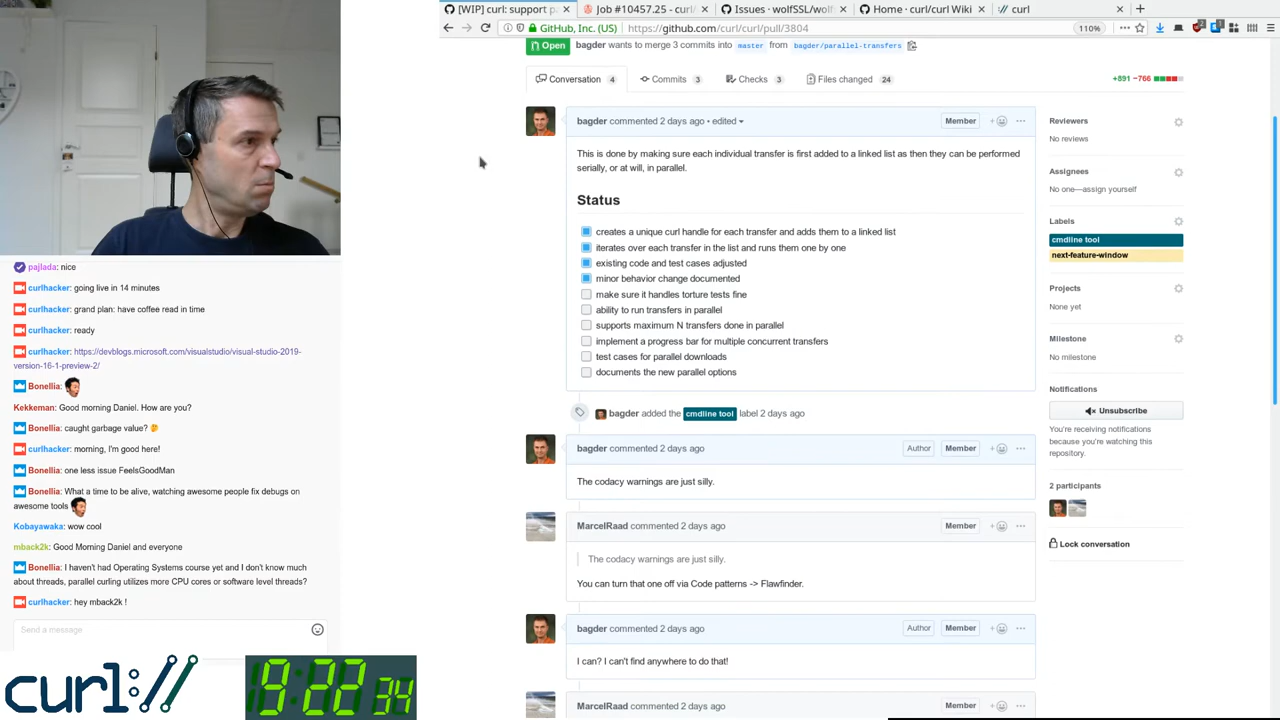 [WIP] curl: support p
Job #10457.25 - curl/
Issues · wolfSSL/wolf
Home · curl/curl Wiki
curl
GitHub, Inc. (US)
https://github.com/curl/curl/pull/3804
110%
Open
bagder wants to merge 3 commits into master from bagder/parallel-transfers
Conversation 4
Commits 3
Checks 3
Files changed 24
+891 −766
bagder commented 2 days ago • edited
Member
This is done by making sure each individual transfer is first added to a linked list as then they can be performed
serially, or at will, in parallel.
Status
creates a unique curl handle for each transfer and adds them to a linked list
iterates over each transfer in the list and runs them one by one
existing code and test cases adjusted
minor behavior change documented
make sure it handles torture tests fine
ability to run transfers in parallel
supports maximum N transfers done in parallel
implement a progress bar for multiple concurrent transfers
test cases for parallel downloads
documents the new parallel options
bagder added the cmdline tool label 2 days ago
bagder commented 2 days ago
Author
Member
The codacy warnings are just silly.
MarcelRaad commented 2 days ago
Member
The codacy warnings are just silly.
You can turn that one off via Code patterns -> Flawfinder.
bagder commented 2 days ago
Author
Member
I can? I can't find anywhere to do that!
MarcelRaad commented 2 days ago
Member
Reviewers
No reviews
Assignees
No one—assign yourself
Labels
cmdline tool
next-feature-window
Projects
None yet
Milestone
No milestone
Notifications
Unsubscribe
You're receiving notifications
because you're watching this
repository.
2 participants
Lock conversation
pajlada: nice
curlhacker: going live in 14 minutes
curlhacker: grand plan: have coffee read in time
curlhacker: ready
curlhacker: https://devblogs.microsoft.com/visualstudio/visual-studio-2019-
version-16-1-preview-2/
Bonellia:
Kekkeman: Good morning Daniel. How are you?
Bonellia: caught garbage value? 🤔
curlhacker: morning, I'm good here!
Bonellia: one less issue FeelsGoodMan
Bonellia: What a time to be alive, watching awesome people fix debugs on
awesome tools
Kobayawaka: wow cool
mback2k: Good Morning Daniel and everyone
Bonellia: I haven't had Operating Systems course yet and I don't know much
about threads, parallel curling utilizes more CPU cores or software level threads?
curlhacker: hey mback2k !
Send a message
curl://
9:22 34